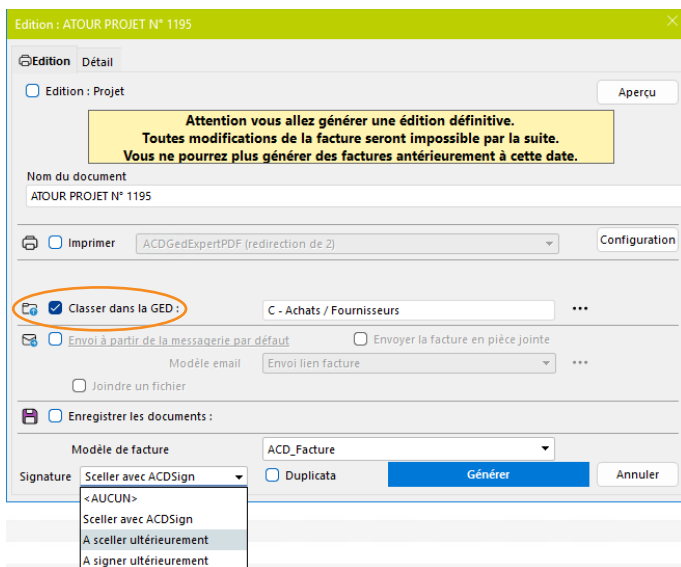 Edition : ATOUR PROJET N° 1195
Edition Détail
Edition : Projet Aperçu
Attention vous allez générer une édition définitive.
Toutes modifications de la facture seront impossible par la suite.
Vous ne pourrez plus générer des factures antérieurement à cette date.
Nom du document
ATOUR PROJET N° 1195
Imprimer ACDGedExpertPDF (redirection de 2) Configuration
Classer dans la GED : C - Achats / Fournisseurs ...
Envoi à partir de la messagerie par défaut Envoyer la facture en pièce jointe
Modèle email Envoi lien facture ...
Joindre un fichier
Enregistrer les documents :
Modèle de facture ACD_Facture
Signature Sceller avec ACDSign Duplicata Générer Annuler
<AUCUN>
Sceller avec ACDSign
A sceller ultérieurement
A signer ultérieurement